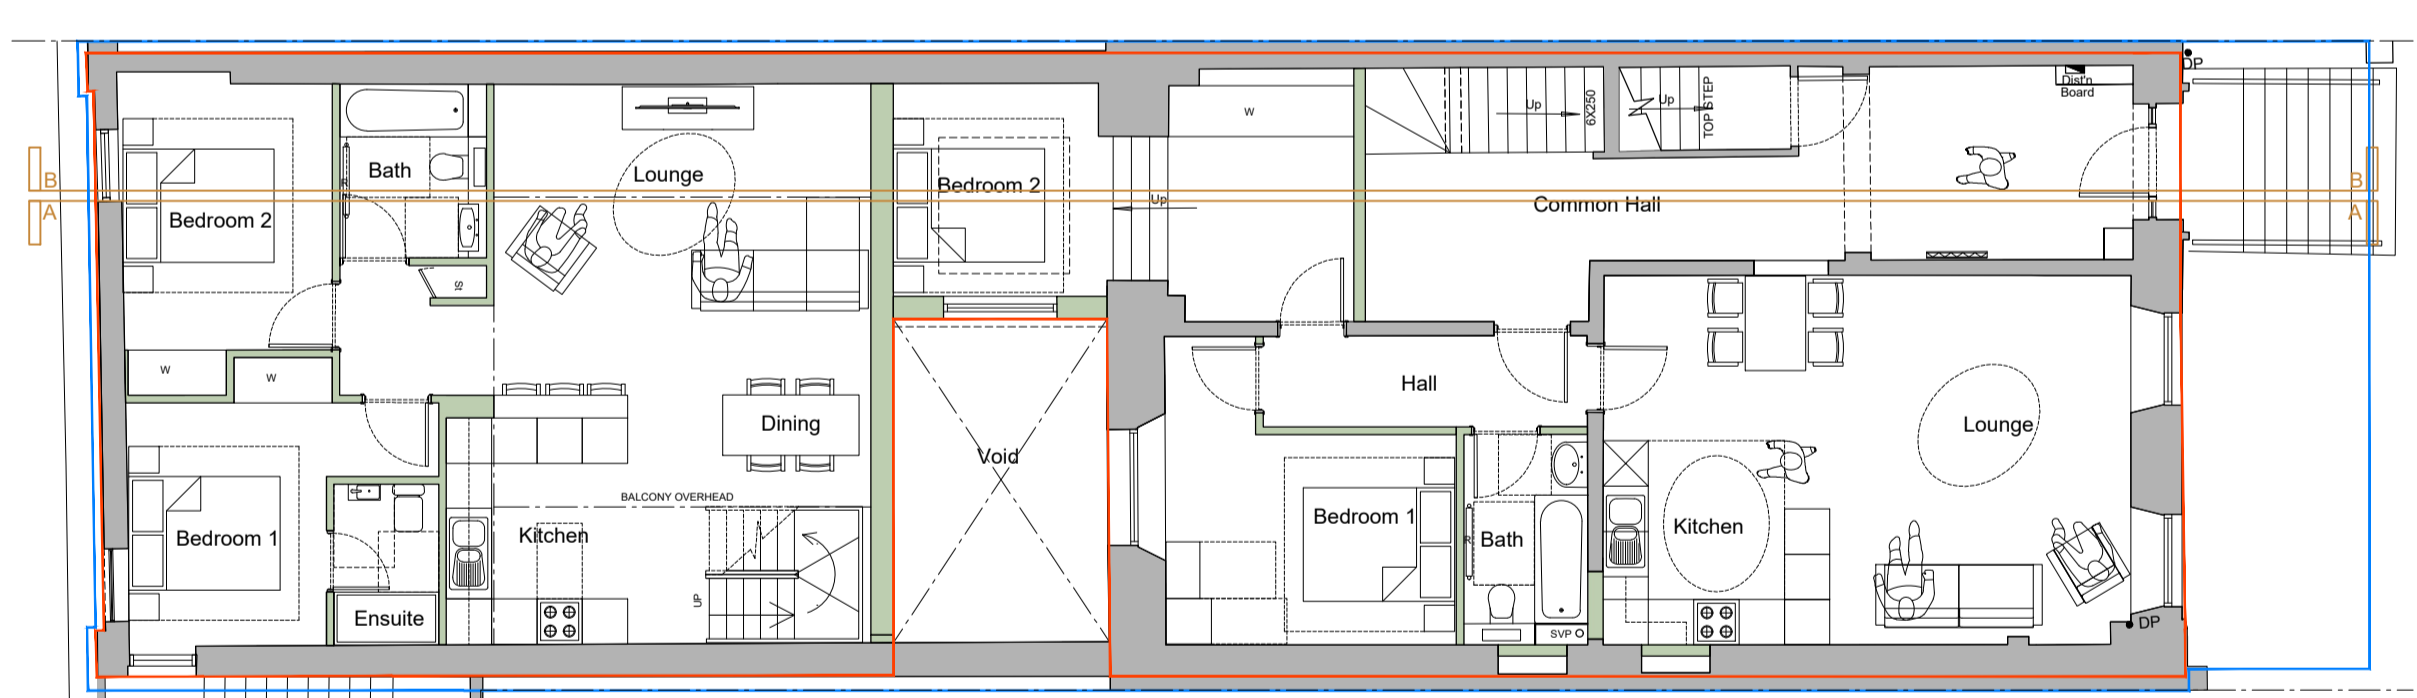 DP
Dist'n
Board
W
Up
6X250
Up
TOP STEP
Bath
Lounge
Bedroom 2
B
B
A
A
Bedroom 2
Up
Common Hall
St
W
W
Hall
Dining
Lounge
Void
BALCONY OVERHEAD
Bedroom 1
Kitchen
Bedroom 1
Bath
R
R
Kitchen
UP
Ensuite
SVP
DP